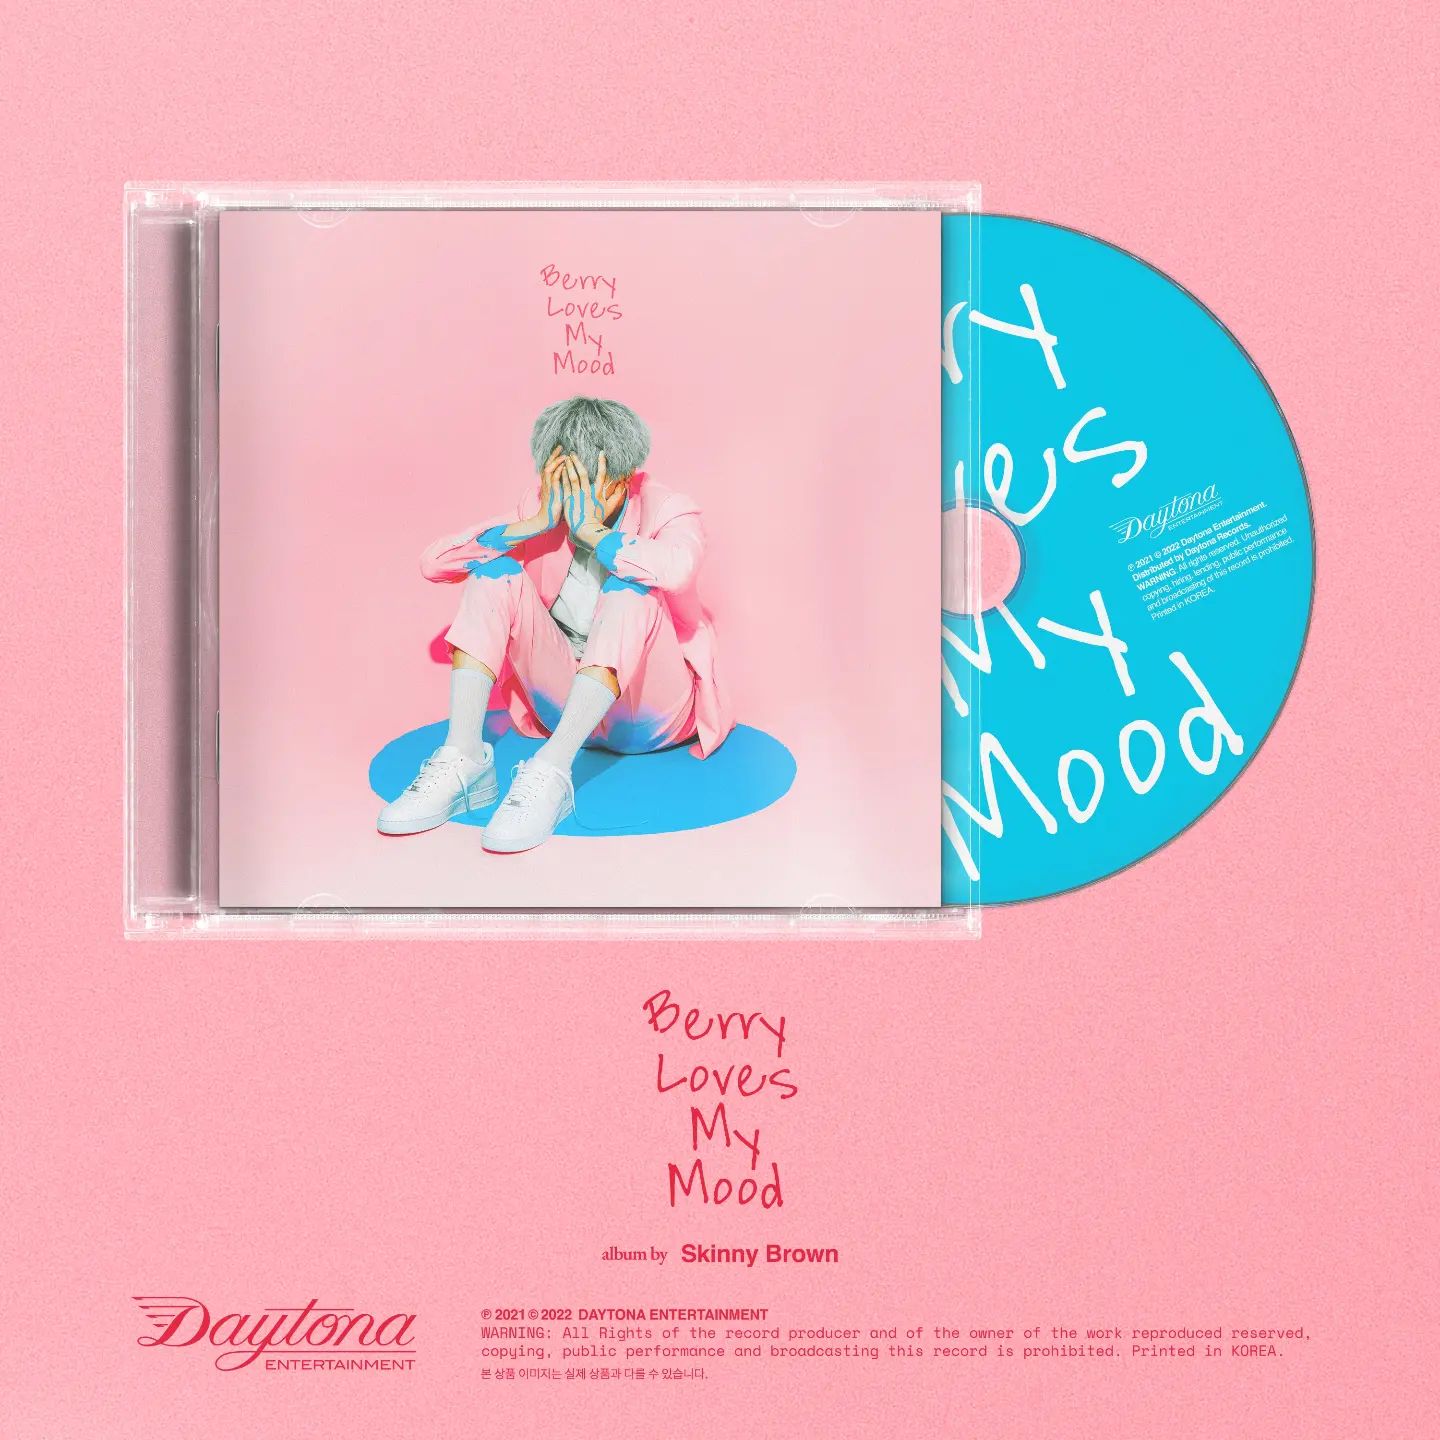 Berry
Loves
My
Mood
ry
ves
My
Mood
Daytona
ENTERTAINMENT
℗ 2021 © 2022 Daytona Entertainment.
Distributed by Daytona Records.
WARNING. All rights reserved. Unauthorized
copying, hiring, lending, public performance
and broadcasting of this record is prohibited.
Printed in KOREA.
Berry
Loves
My
Mood
album by Skinny Brown
Daytona
ENTERTAINMENT
℗ 2021 © 2022 DAYTONA ENTERTAINMENT
WARNING: All Rights of the record producer and of the owner of the work reproduced reserved,
copying, public performance and broadcasting this record is prohibited. Printed in KOREA.
본 상품 이미지는 실제 상품과 다를 수 있습니다.